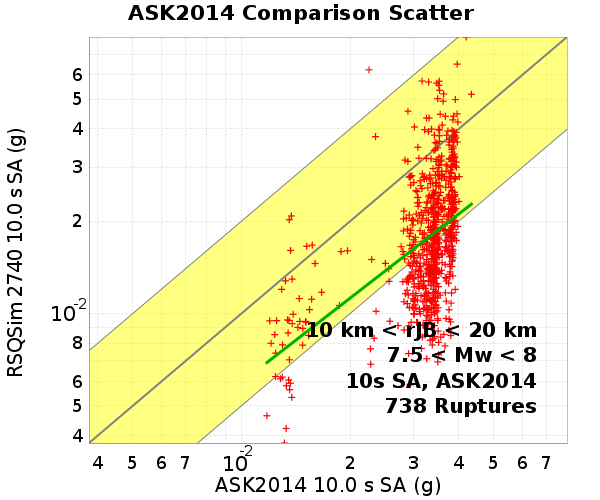 ASK2014 Comparison Scatter
RSQSim 2740 10.0 s SA (g)
6
5
4
3
2
10-2
8
6
5
4
10 km < rJB < 20 km
7.5 < Mw < 8
10s SA, ASK2014
738 Ruptures
4 5 6 7 10-2 2 3 4 5 6 7
ASK2014 10.0 s SA (g)